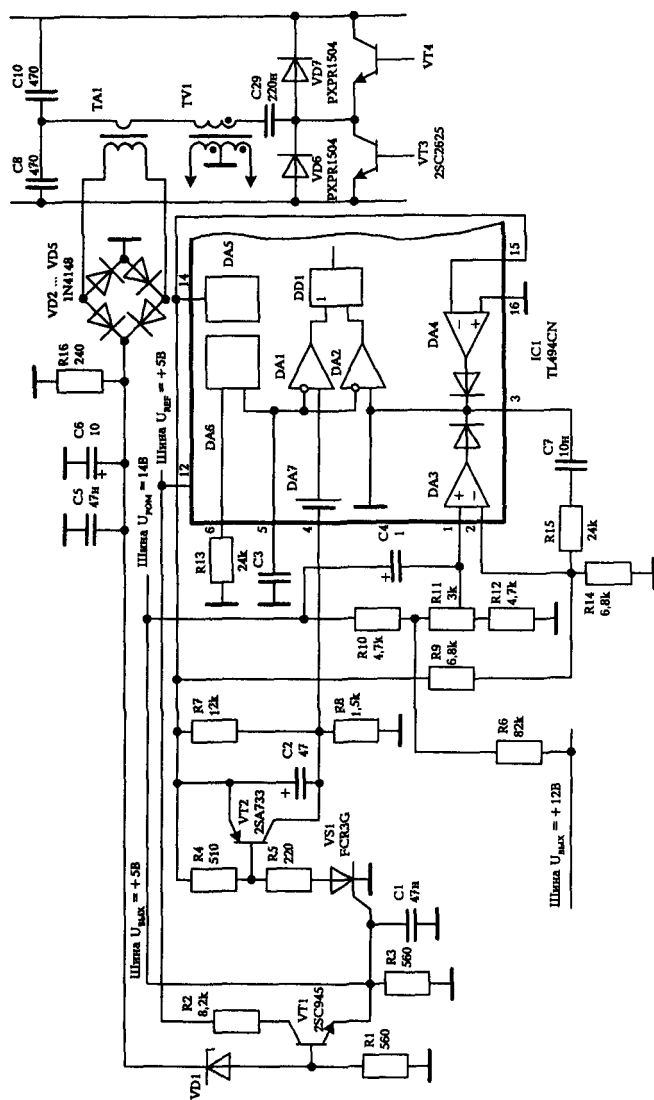 C10
470
C8
470
TA1
TV1
C29
220н
VD7
PXPR1504
VD6
PXPR1504
VT4
VT3
2SC2625
VD2 ... VD5
1N4148
R16
240
C6
10
+
C5
47н
Шина UREF = +5В
Шина UPOM = 14В
14
12
15
16
DA5
DA6
DD1
1
DA1
DA2
DA7
DA4
−
+
IC1
TL494CN
3
DA3
+
−
6
5
4
1
2
R13
24k
C3
C4
1
+
C7
10н
R15
24k
R14
6,8k
R10
4,7k
R11
3k
R12
4,7k
R9
6,8k
R7
12k
R8
1,5k
R6
82k
C2
47
+
VT2
2SA733
R4
510
R5
220
VS1
FCR3G
C1
47н
R3
560
Шина UВЫХ = +5В
Шина UВЫХ = +12В
R2
8,2k
VT1
2SC945
R1
560
VD1